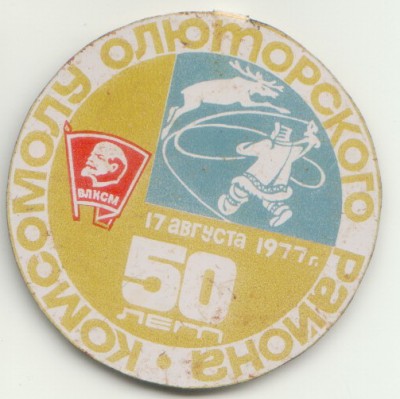 КОМСОМОЛУ ОЛЮТОРСКОГО РАЙОНА
ВЛКСМ
17 АВГУСТА 1977 г.
50
ЛЕТ